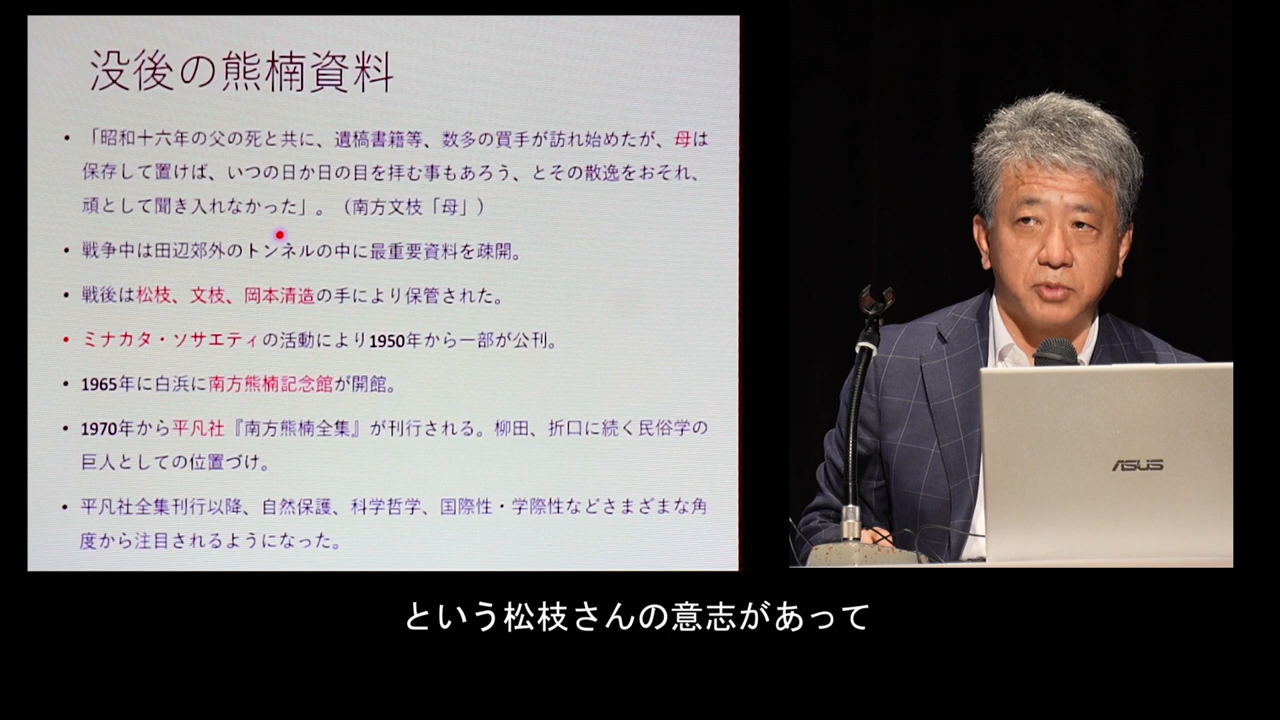 没後の熊楠資料
• 「昭和十六年の父の死と共に、遺稿書籍等、数多の買手が訪れ始めたが、母は
保存して置けば、いつの日か日の目を拝む事もあろう、とその散逸をおそれ、
頑として聞き入れなかった」。（南方文枝「母」）
• 戦争中は田辺郊外のトンネルの中に最重要資料を疎開。
• 戦後は松枝、文枝、岡本清造の手により保管された。
• ミナカタ・ソサエティの活動により1950年から一部が公刊。
• 1965年に白浜に南方熊楠記念館が開館。
• 1970年から平凡社『南方熊楠全集』が刊行される。柳田、折口に続く民俗学の
巨人としての位置づけ。
• 平凡社全集刊行以降、自然保護、科学哲学、国際性・学際性などさまざまな角
度から注目されるようになった。
ASUS
という松枝さんの意志があって